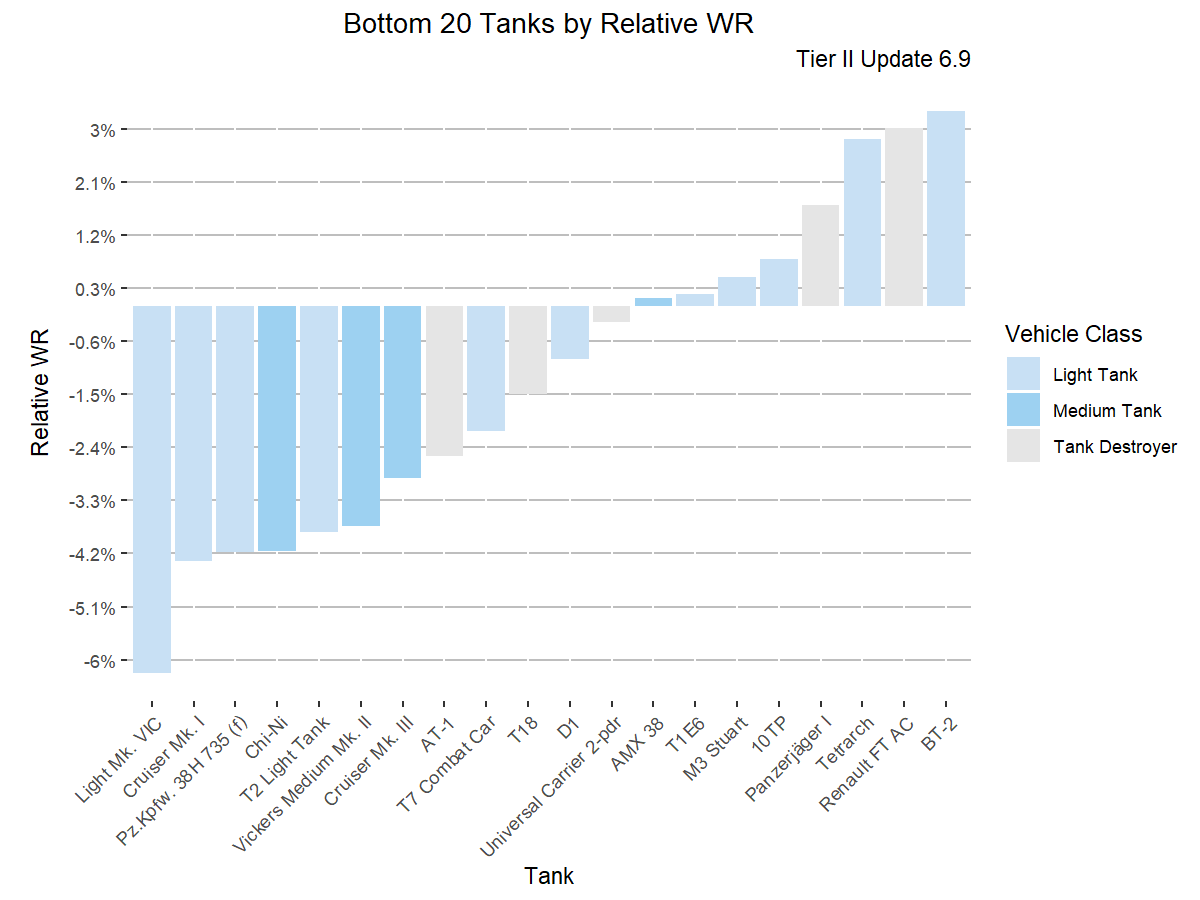 Bottom 20 Tanks by Relative WR
Tier II Update 6.9
3%
2.1%
1.2%
0.3%
-0.6%
-1.5%
-2.4%
-3.3%
-4.2%
-5.1%
-6%
Relative WR
Light Mk. VIC
Cruiser Mk. I
Pz.Kpfw. 38H 735 (f)
Chi-Ni
T2 Light Tank
Vickers Medium Mk. II
Cruiser Mk. III
AT-1
T7 Combat Car
T18
D1
Universal Carrier 2-pdr
AMX 38
T1E6
M3 Stuart
10TP
Panzerjäger I
Tetrarch
Renault FT AC
BT-2
Tank
Vehicle Class
Light Tank
Medium Tank
Tank Destroyer